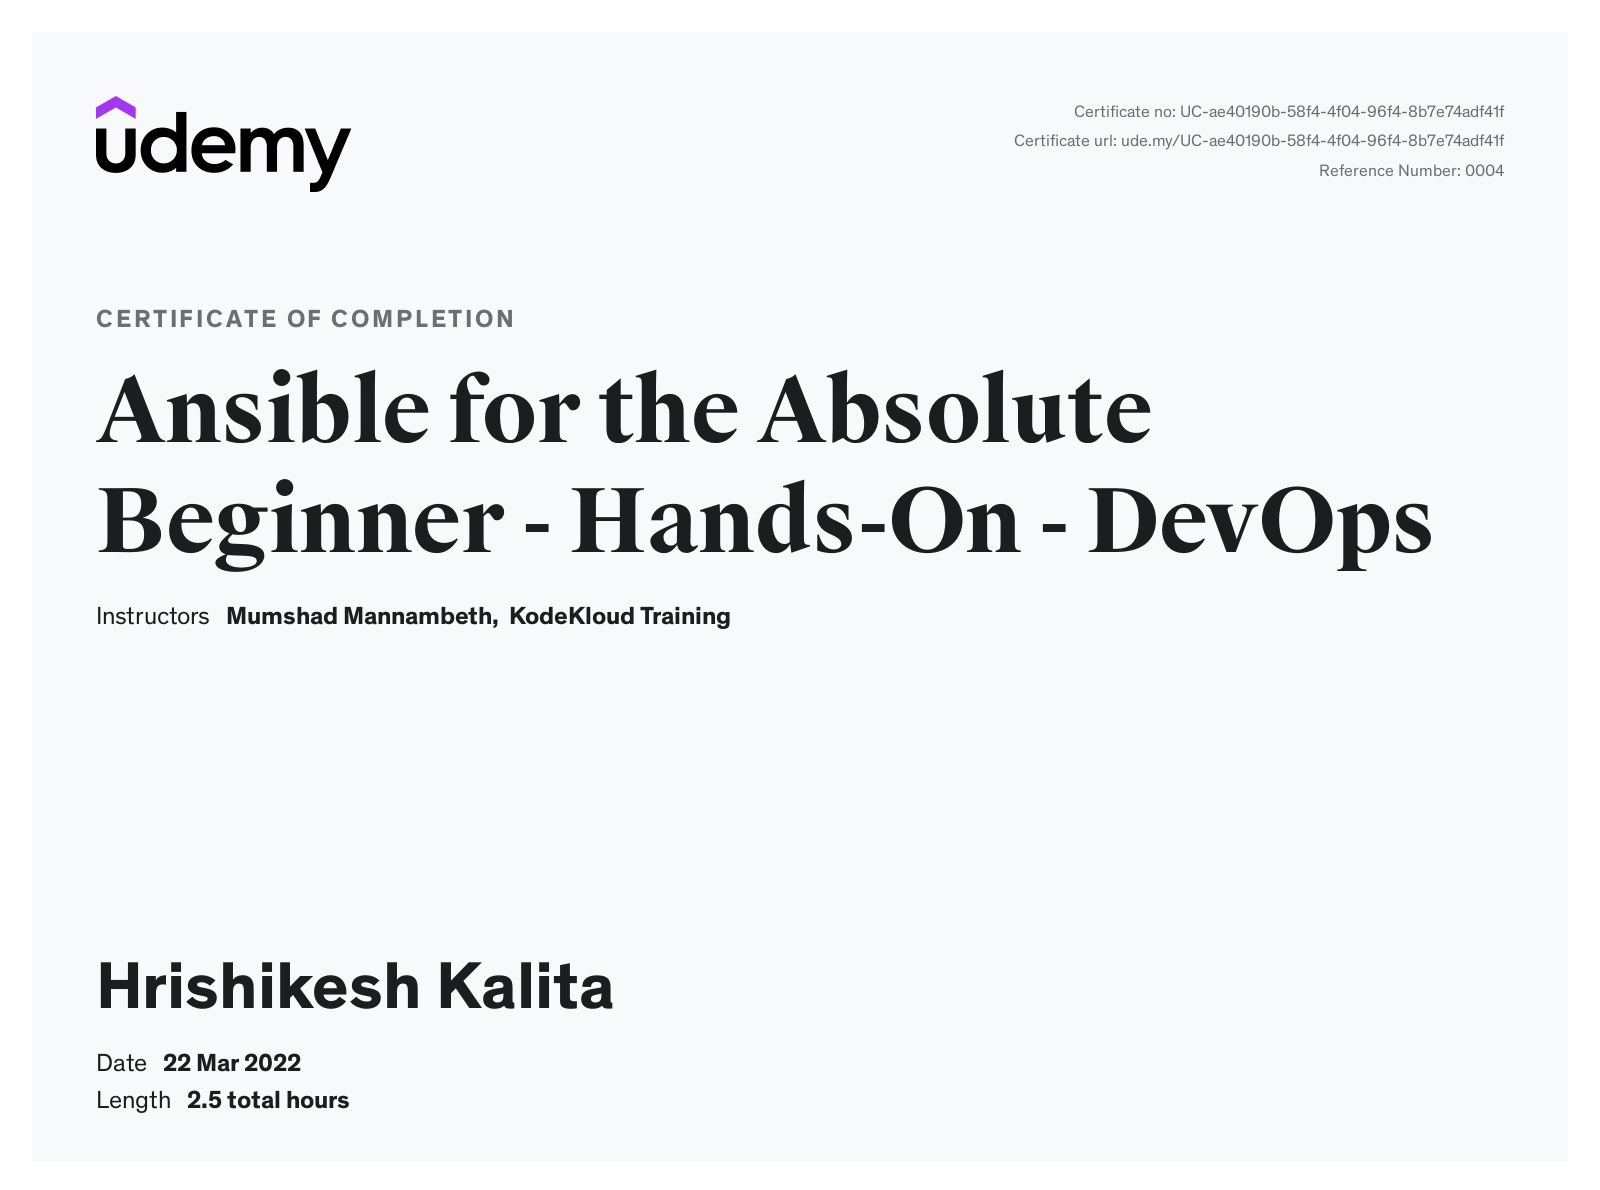 udemy
Certificate no: UC-ae40190b-58f4-4f04-96f4-8b7e74adf41f
Certificate url: ude.my/UC-ae40190b-58f4-4f04-96f4-8b7e74adf41f
Reference Number: 0004
CERTIFICATE OF COMPLETION
Ansible for the Absolute
Beginner - Hands-On - DevOps
Instructors Mumshad Mannambeth, KodeKloud Training
Hrishikesh Kalita
Date 22 Mar 2022
Length 2.5 total hours